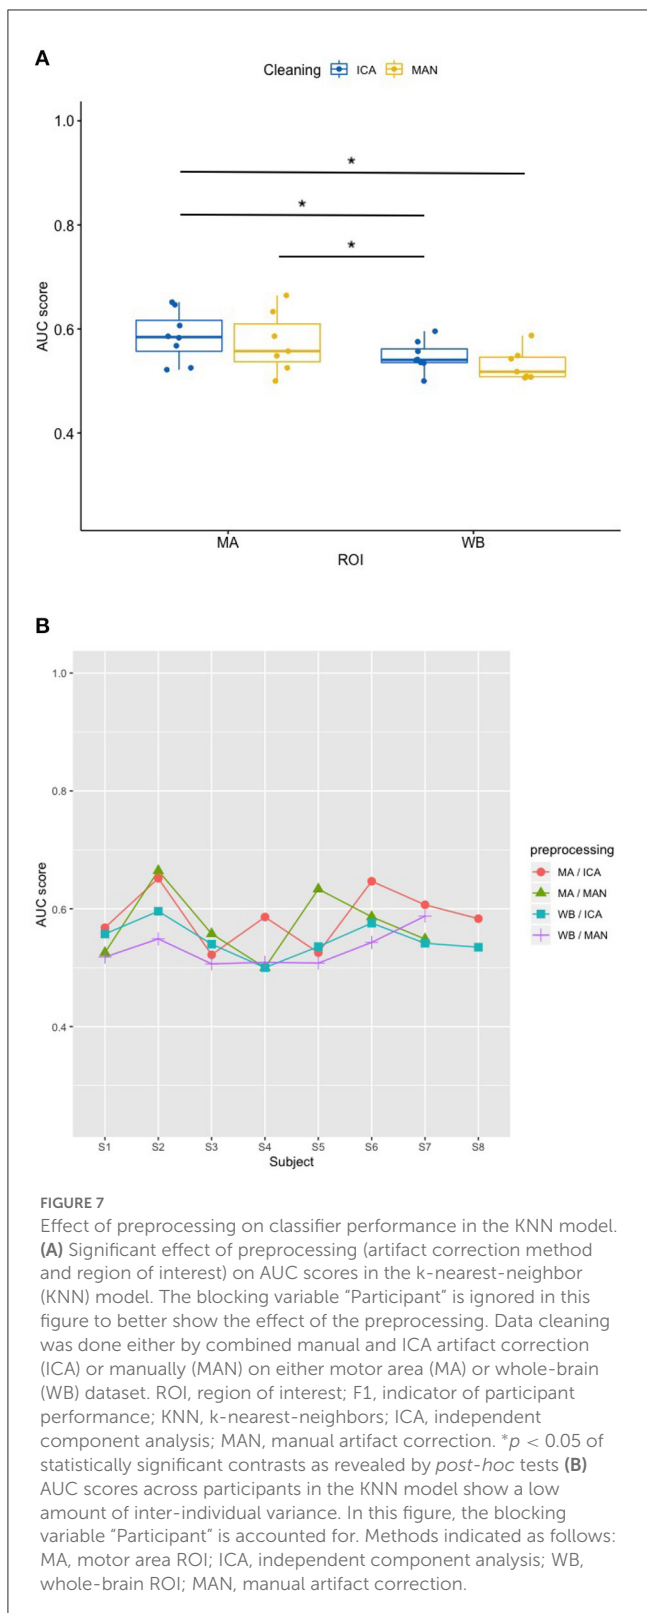 A
Cleaning ICA MAN
1.0
*
*
0.8
*
AUC score
0.6
0.4
MA WB
ROI
B
1.0
0.8
AUC score
0.6
0.4
preprocessing
MA / ICA
MA / MAN
WB / ICA
WB / MAN
S1 S2 S3 S4 S5 S6 S7 S8
Subject
FIGURE 7
Effect of preprocessing on classifier performance in the KNN model.
(A) Significant effect of preprocessing (artifact correction method
and region of interest) on AUC scores in the k-nearest-neighbor
(KNN) model. The blocking variable “Participant” is ignored in this
figure to better show the effect of the preprocessing. Data cleaning
was done either by combined manual and ICA artifact correction
(ICA) or manually (MAN) on either motor area (MA) or whole-brain
(WB) dataset. ROI, region of interest; F1, indicator of participant
performance; KNN, k-nearest-neighbors; ICA, independent
component analysis; MAN, manual artifact correction. *p < 0.05 of
statistically significant contrasts as revealed by post-hoc tests (B)
AUC scores across participants in the KNN model show a low
amount of inter-individual variance. In this figure, the blocking
variable “Participant” is accounted for. Methods indicated as follows:
MA, motor area ROI; ICA, independent component analysis; WB,
whole-brain ROI; MAN, manual artifact correction.